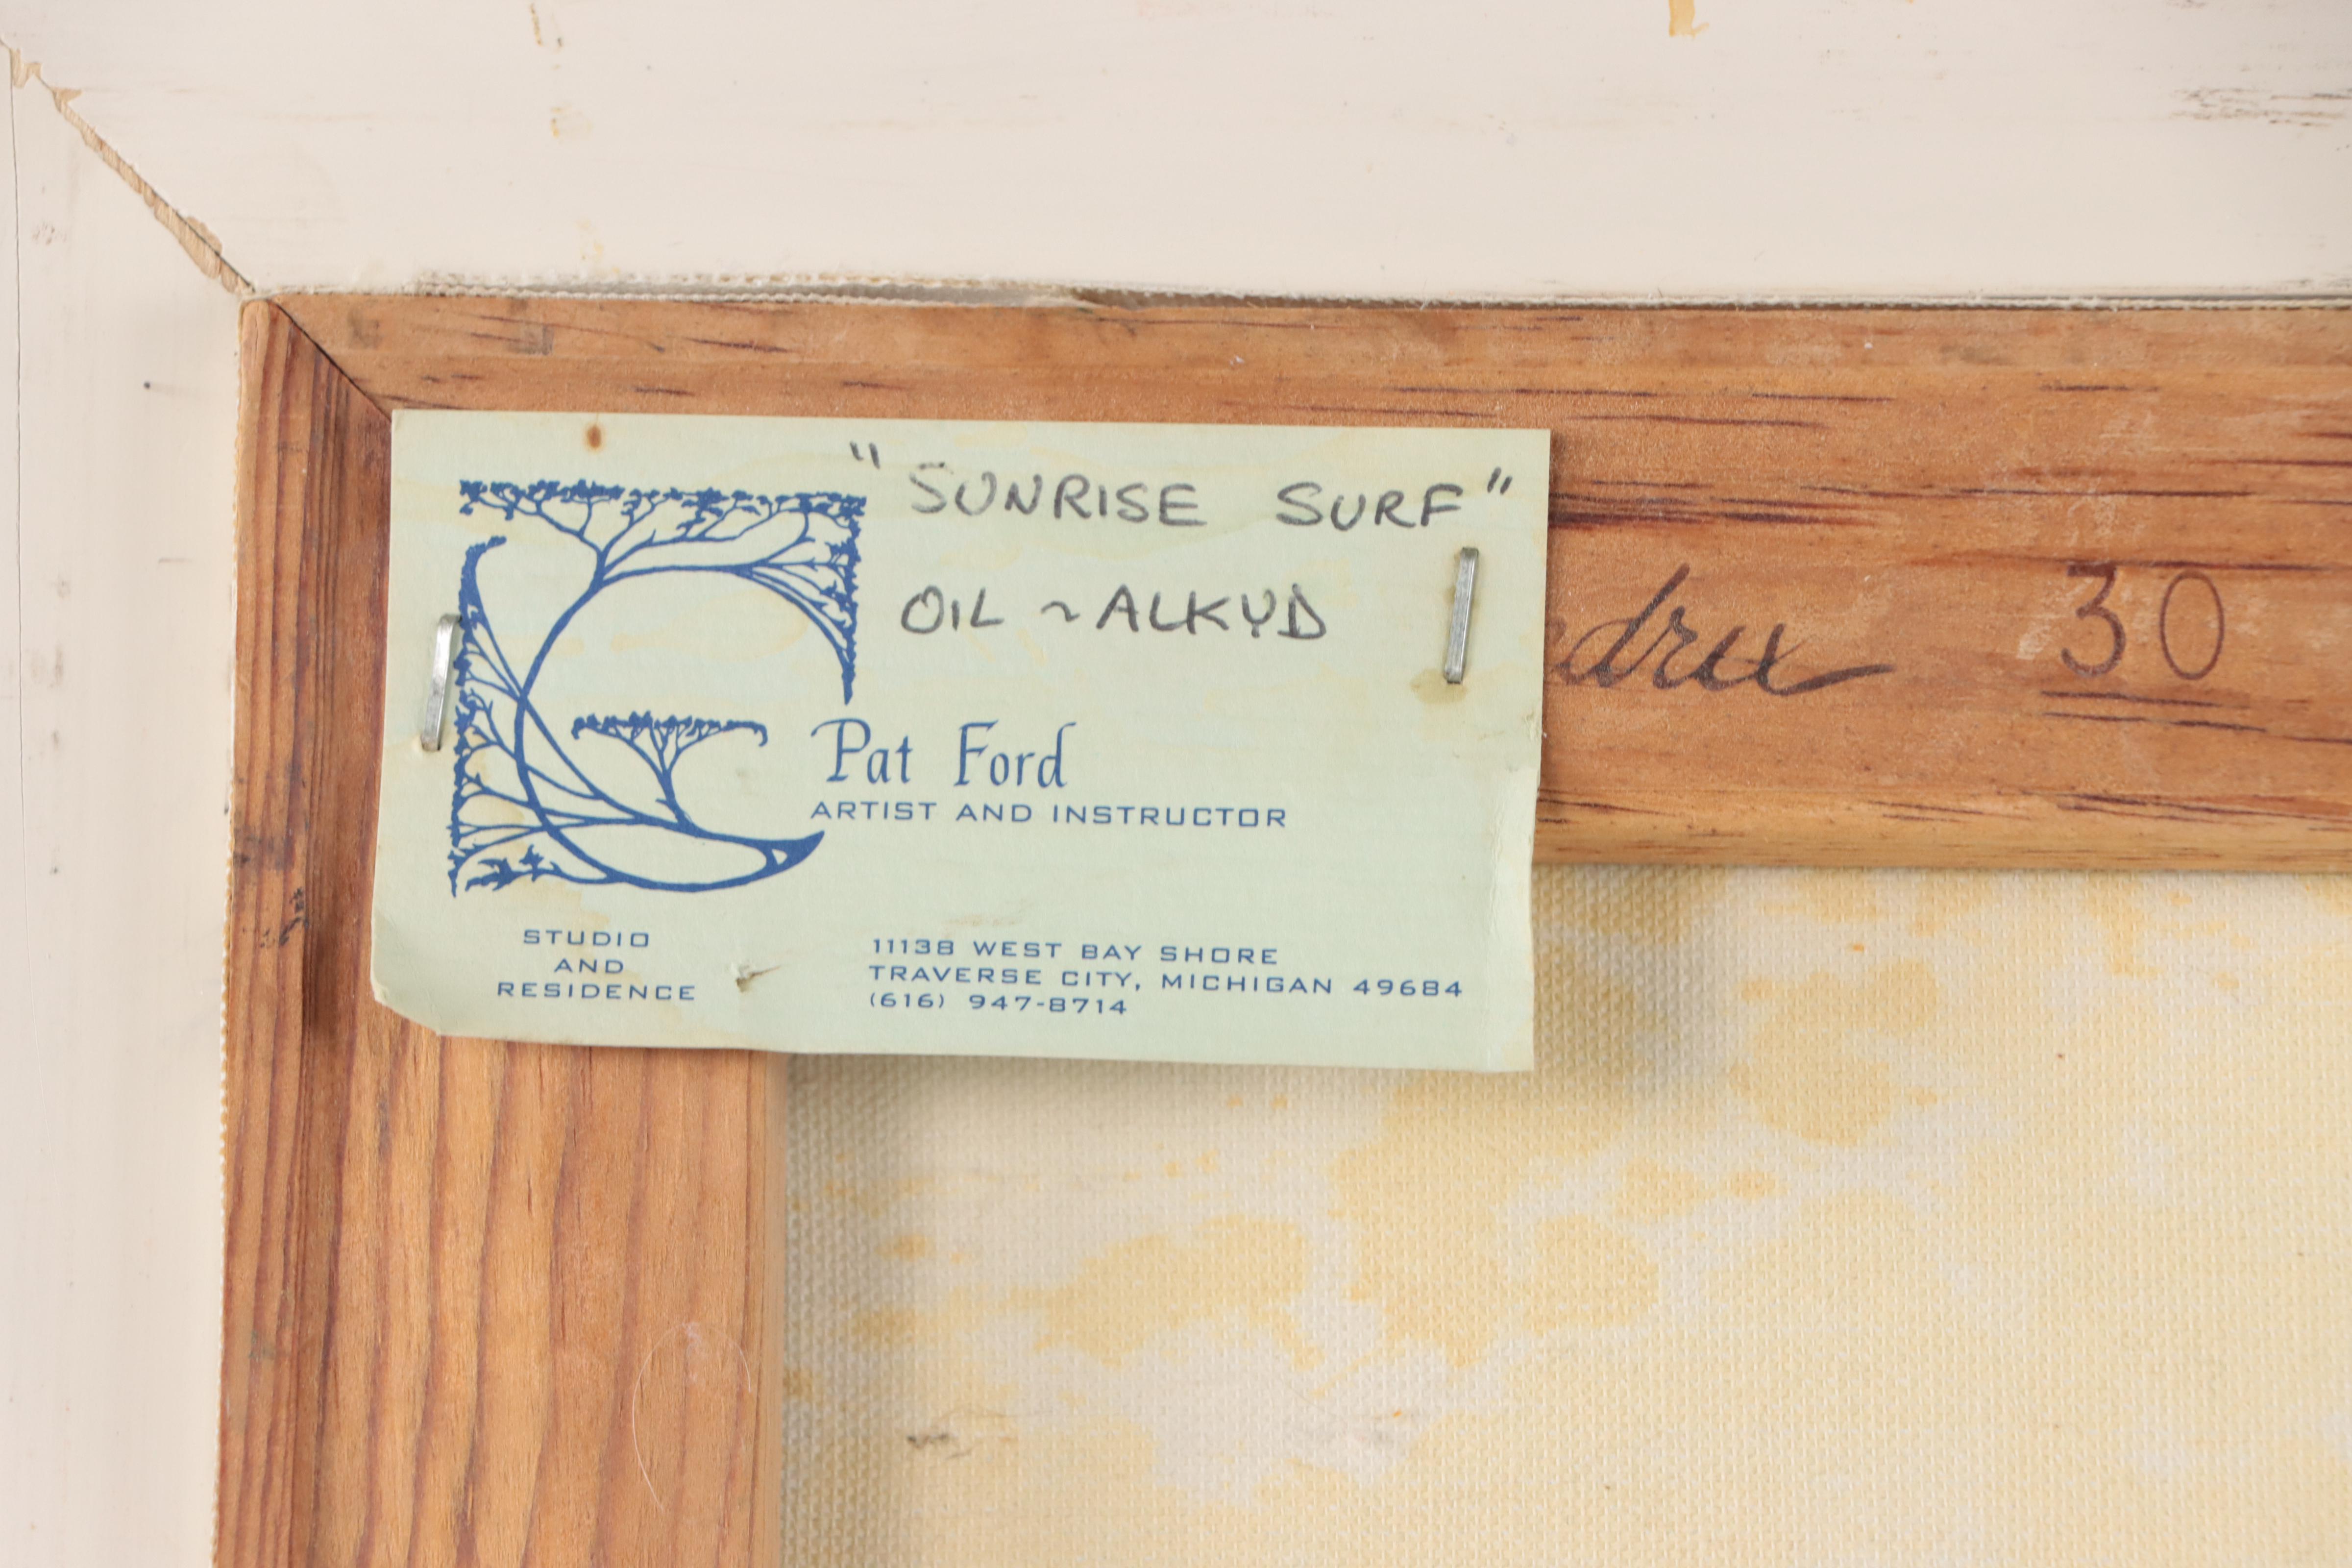 "SUNRISE SURF"
OIL ~ ALKYD
30
Pat Ford
ARTIST AND INSTRUCTOR
STUDIO
AND
RESIDENCE
11138 WEST BAY SHORE
TRAVERSE CITY, MICHIGAN 49684
(616) 947-8714